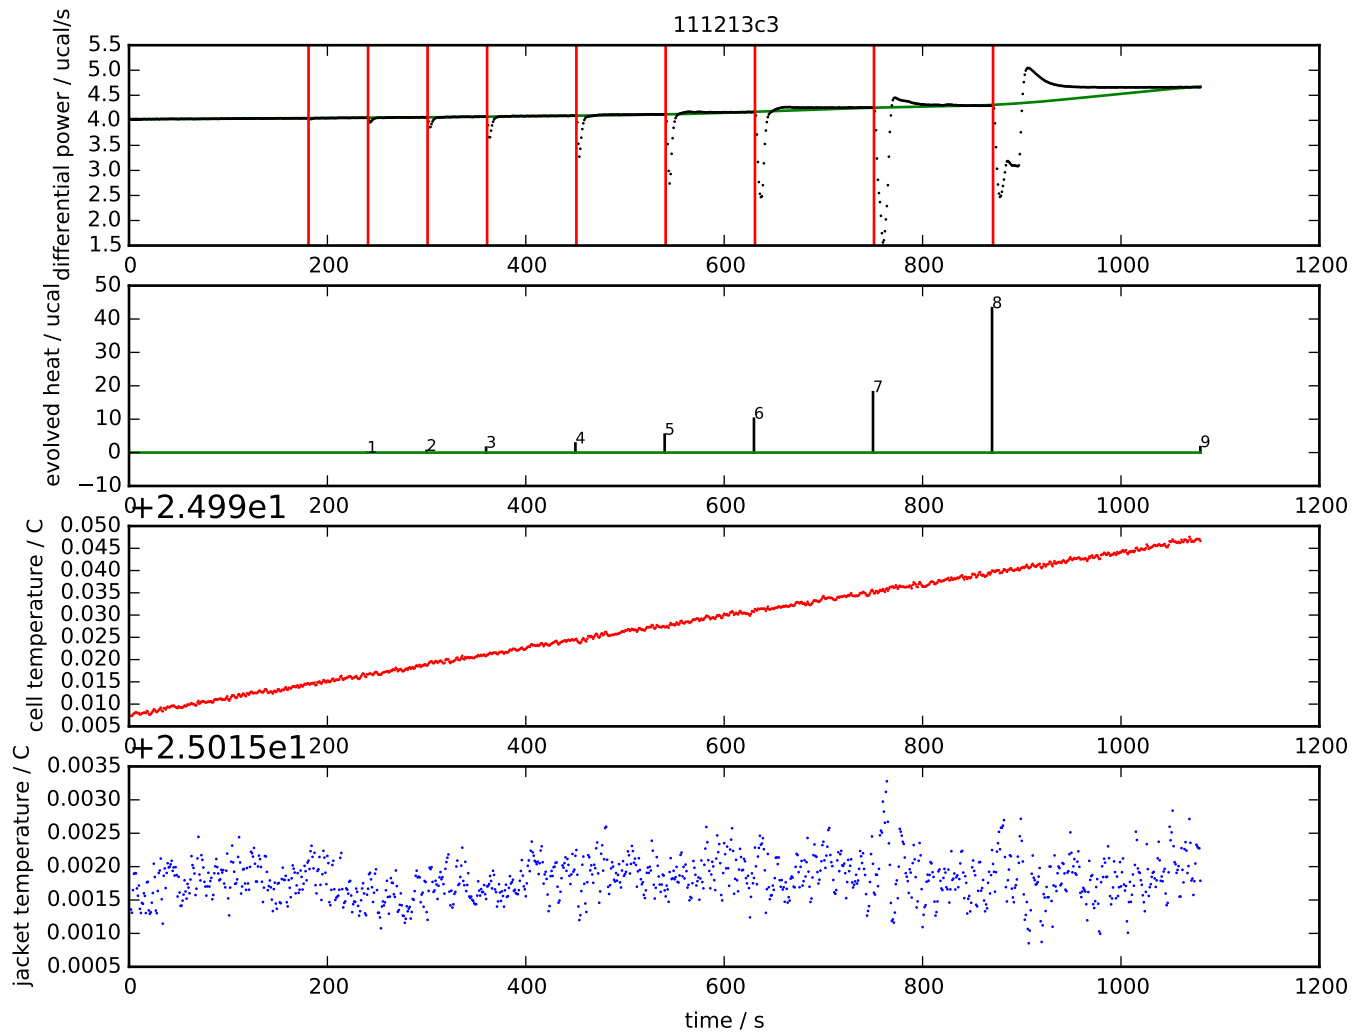 111213c3
differential power / ucal/s
5.5
5.0
4.5
4.0
3.5
3.0
2.5
2.0
1.5
0 200 400 600 800 1000 1200
evolved heat / ucal
50
40
30
20
10
0
−10
1 2 3 4 5 6 7 8 9
0 200 400 600 800 1000 1200
+2.499e1
cell temperature / C
0.050
0.045
0.040
0.035
0.030
0.025
0.020
0.015
0.010
0.005
0 200 400 600 800 1000 1200
+2.5015e1
jacket temperature / C
0.0035
0.0030
0.0025
0.0020
0.0015
0.0010
0.0005
0 200 400 600 800 1000 1200
time / s